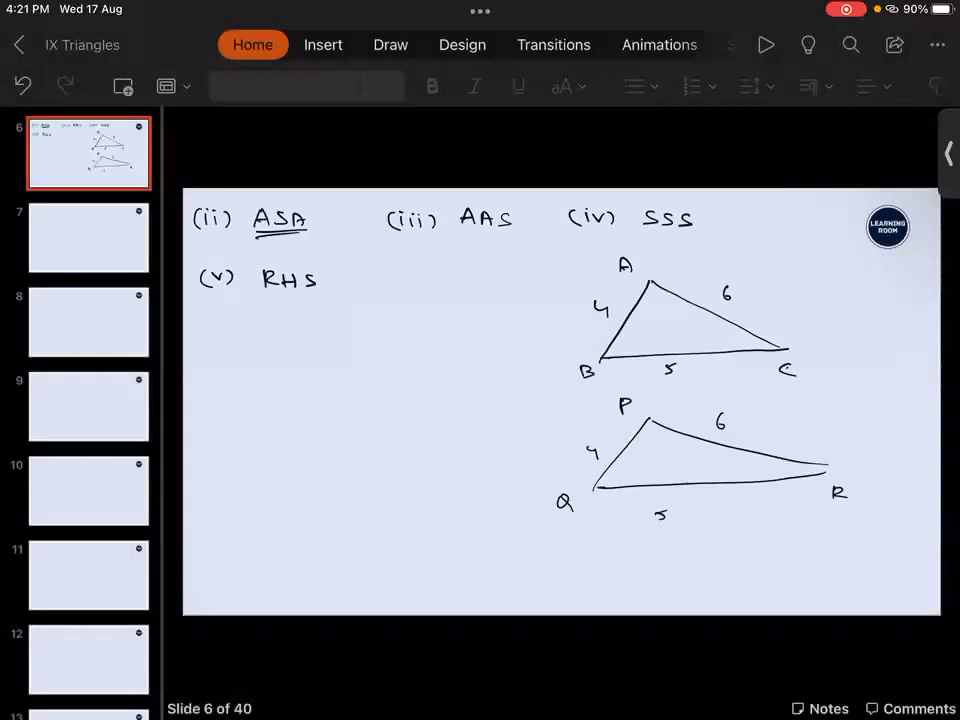 4:21 PM Wed 17 Aug
90%
IX Triangles
Home Insert Draw Design Transitions Animations
B I U aA
(ii) ASA (iii) AAS (iv) SSS
LEARNING
ROOM
(v) RHS
A
4 6
B 5 C
P
6
4
Q R
5
6
7
8
9
10
11
12
13
Slide 6 of 40
Notes Comments